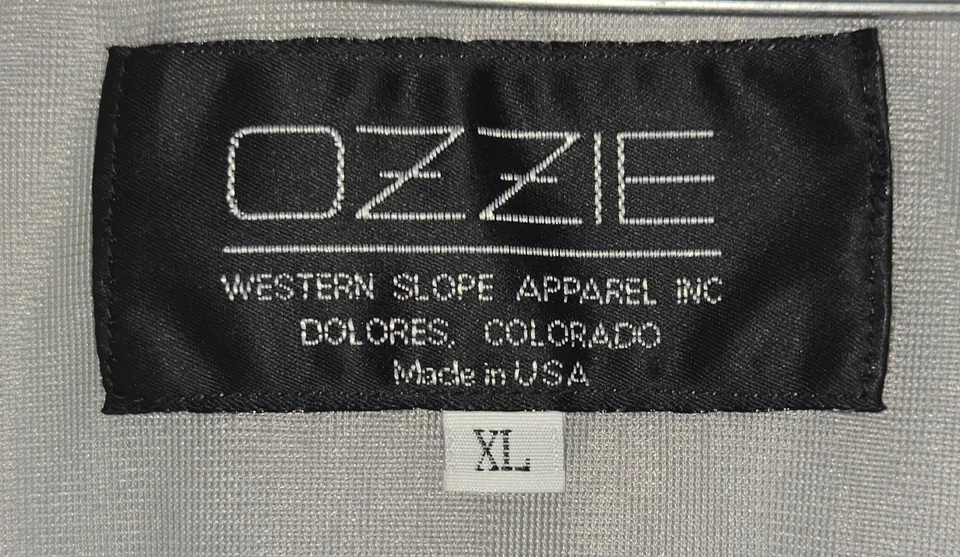 OZZIE
WESTERN SLOPE APPAREL INC
DOLORES, COLORADO
Made in USA
XL